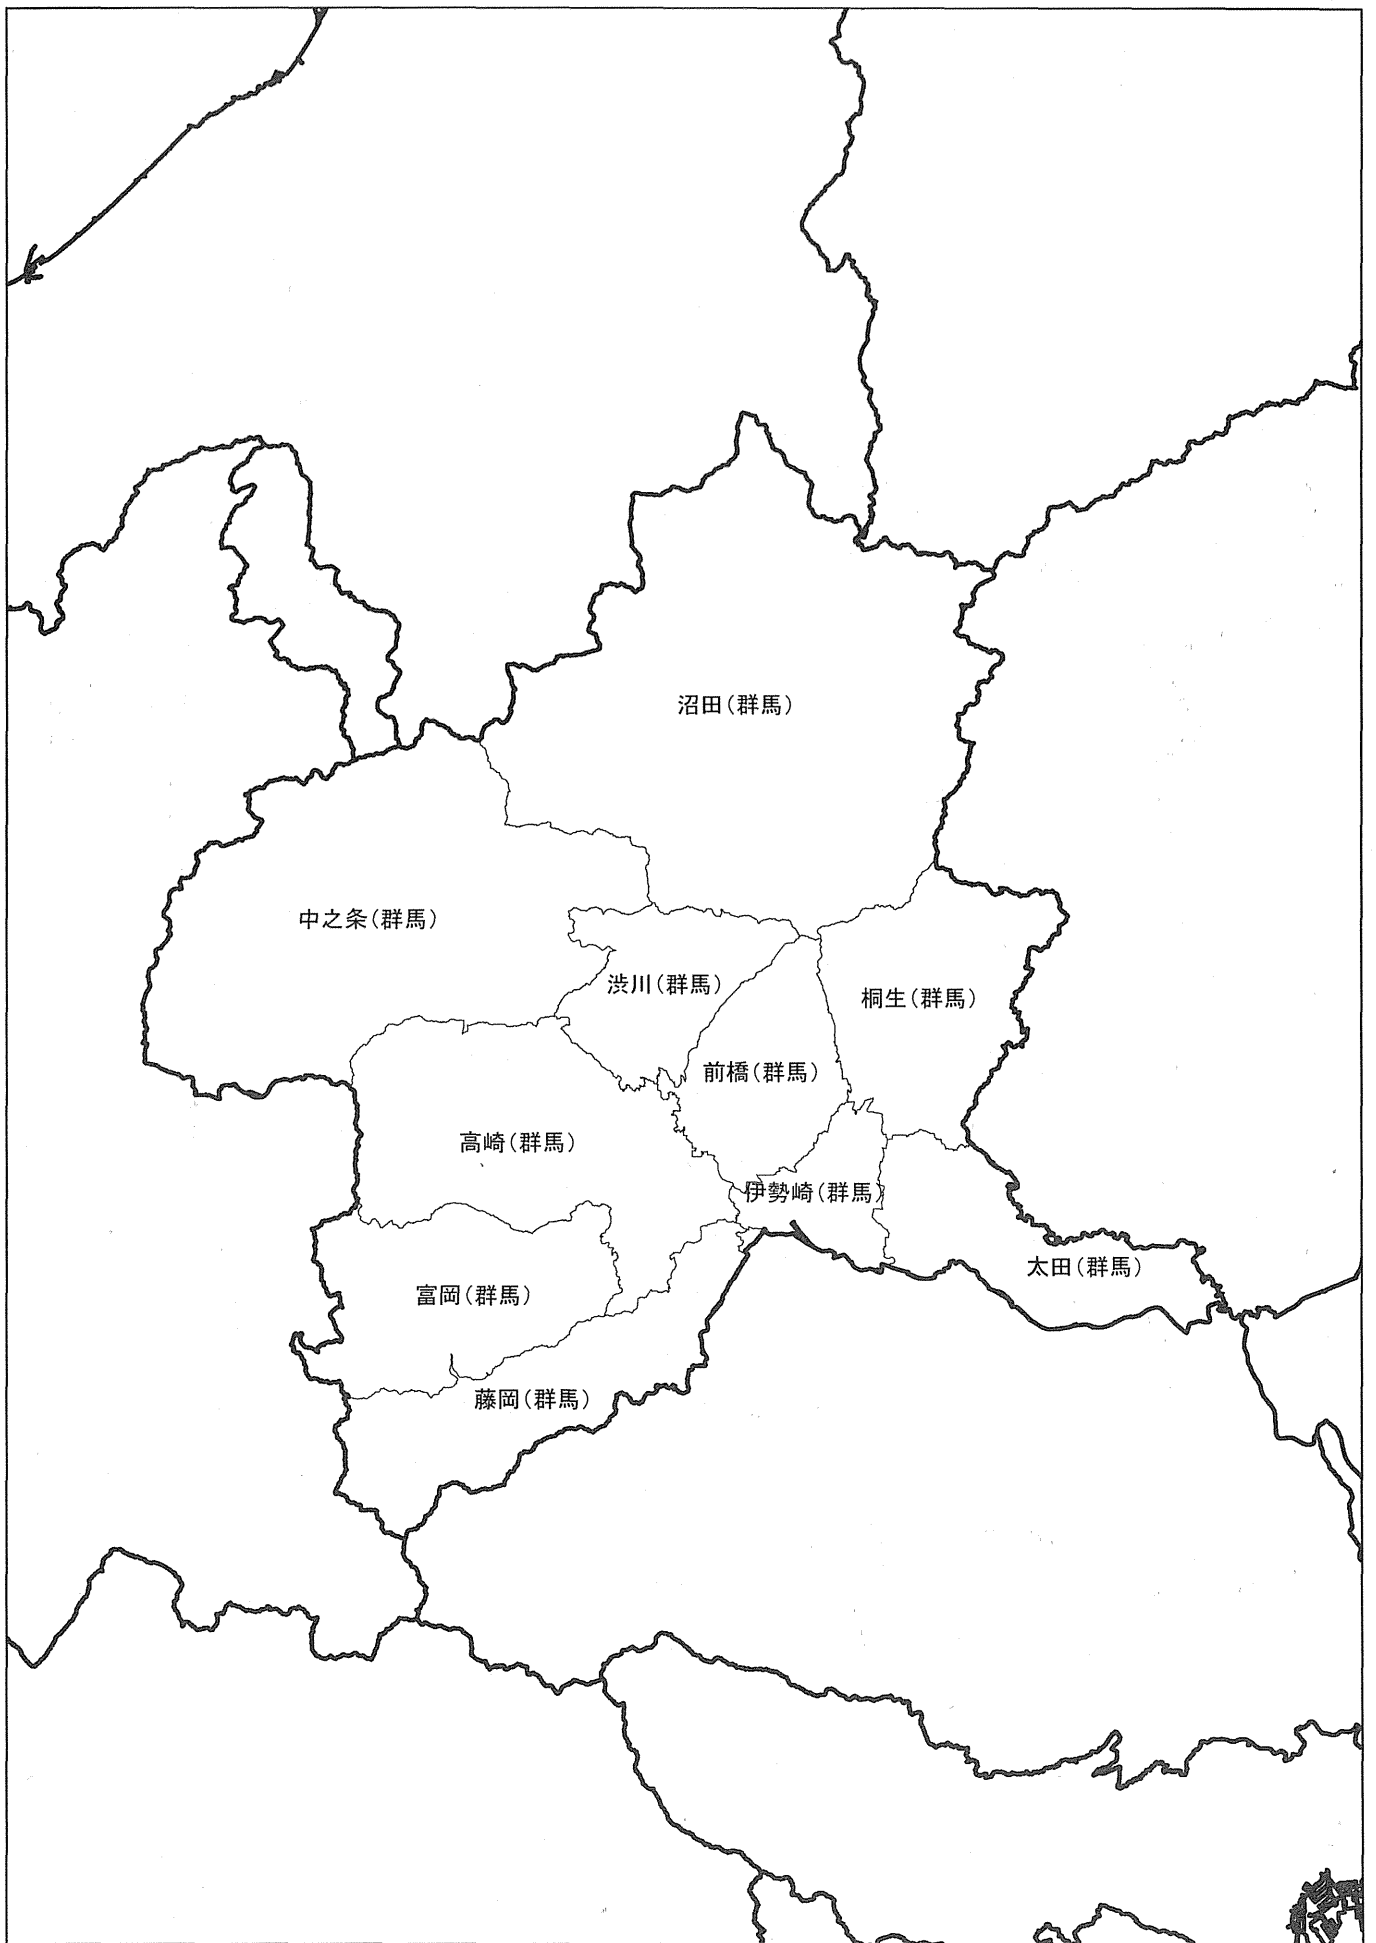 沼田（群馬）
中之条（群馬）
渋川（群馬）
桐生（群馬）
前橋（群馬）
高崎（群馬）
伊勢崎（群馬）
太田（群馬）
富岡（群馬）
藤岡（群馬）